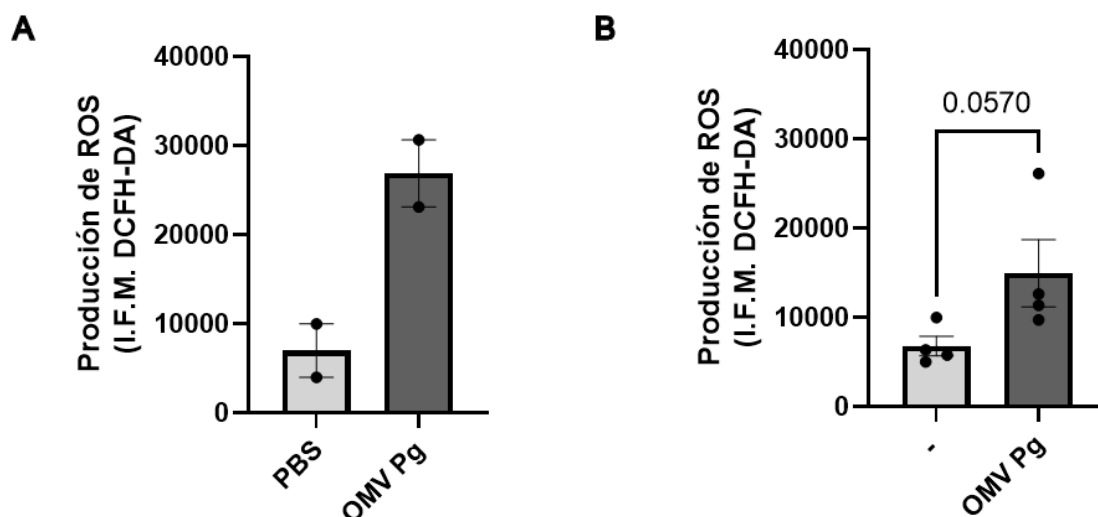 A
Producción de ROS
(I.F.M. DCFH-DA)
40000
30000
20000
10000
0
PBS
OMV Pg
B
Producción de ROS
(I.F.M. DCFH-DA)
40000
30000
20000
10000
0
0.0570
-
OMV Pg